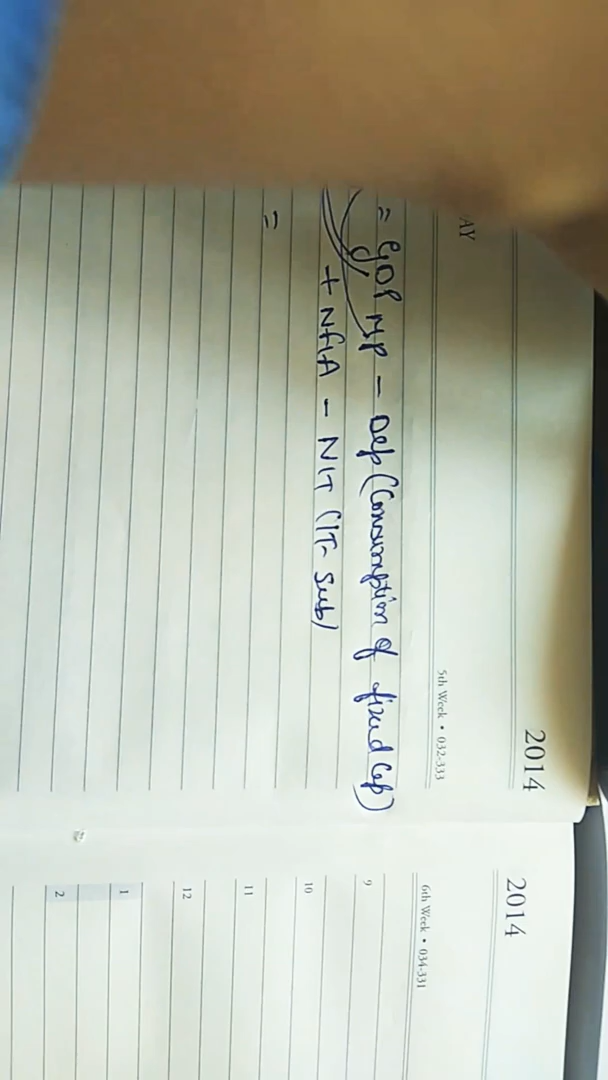 2014
AY
5th Week • 032-333
= GDP MP - Dep (Consumption of fixed Cap)
+ NFIA - NIT (IT- Sub)
=
2014
6th Week • 034-331
9
10
11
12
1
2